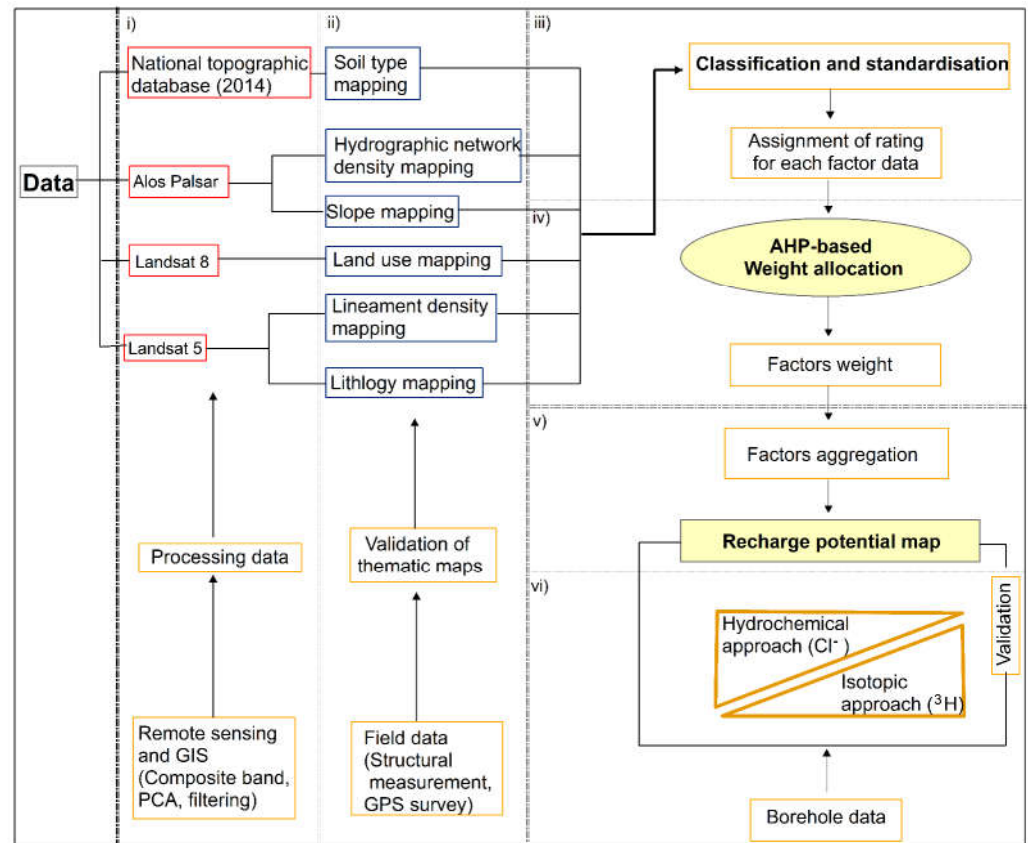 i)
ii)
iii)
National topographic
database (2014)
Soil type
mapping
Classification and standardisation
Hydrographic network
density mapping
Assignment of rating
for each factor data
Data
Alos Palsar
Slope mapping
iv)
AHP-based
Weight allocation
Landsat 8
Land use mapping
Lineament density
mapping
Landsat 5
Lithlogy mapping
Factors weight
v)
Factors aggregation
Processing data
Validation of
thematic maps
Recharge potential map
vi)
Validation
Hydrochemical
approach (Cl⁻ )
Isotopic
approach (³H)
Remote sensing
and GIS
(Composite band,
PCA, filtering)
Field data
(Structural
measurement,
GPS survey)
Borehole data